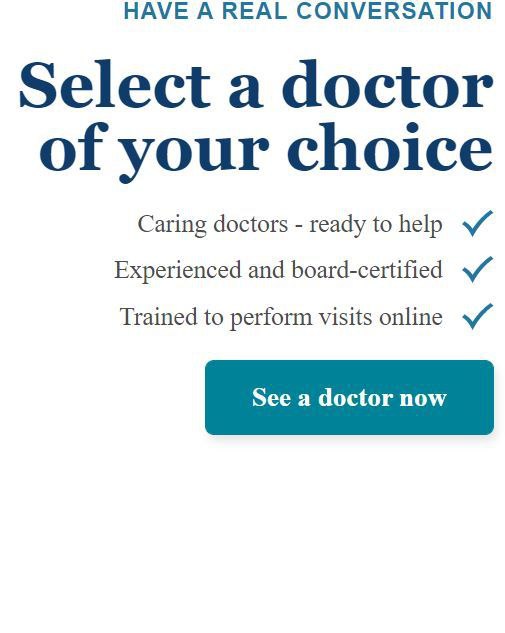 HAVE A REAL CONVERSATION
Select a doctor
of your choice
Caring doctors - ready to help
Experienced and board-certified
Trained to perform visits online
See a doctor now